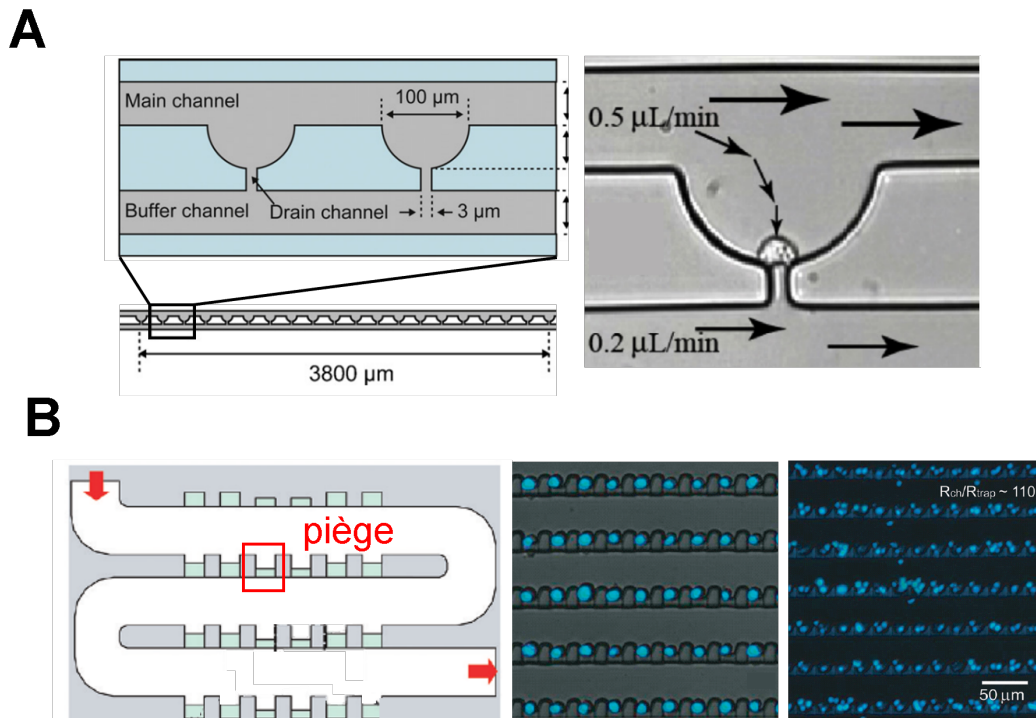 A
Main channel
100 µm
Buffer channel
Drain channel
3 µm
3800 µm
0.5 µL/min
0.2 µL/min
B
piège
Rch/Rtrap ~ 110
50 µm